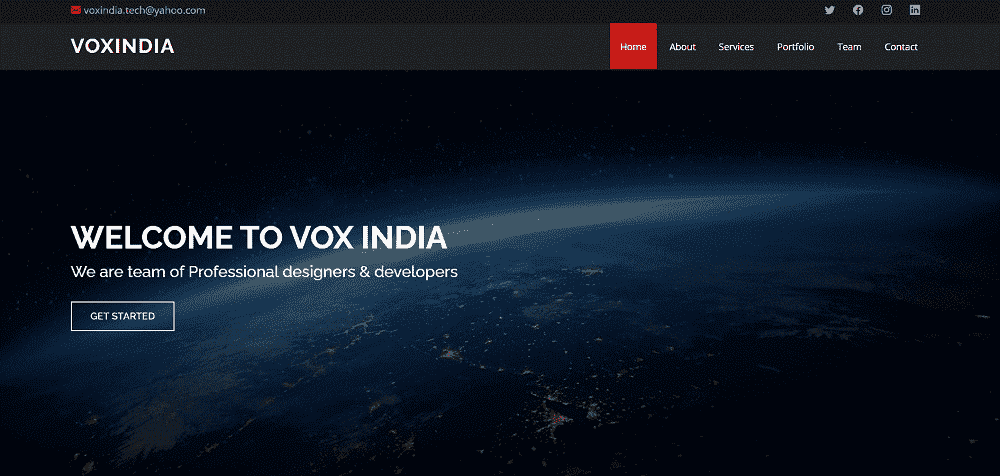 voxindia.tech@yahoo.com
VOXINDIA
Home About Services Portfolio Team Contact
WELCOME TO VOX INDIA
We are team of Professional designers & developers
GET STARTED